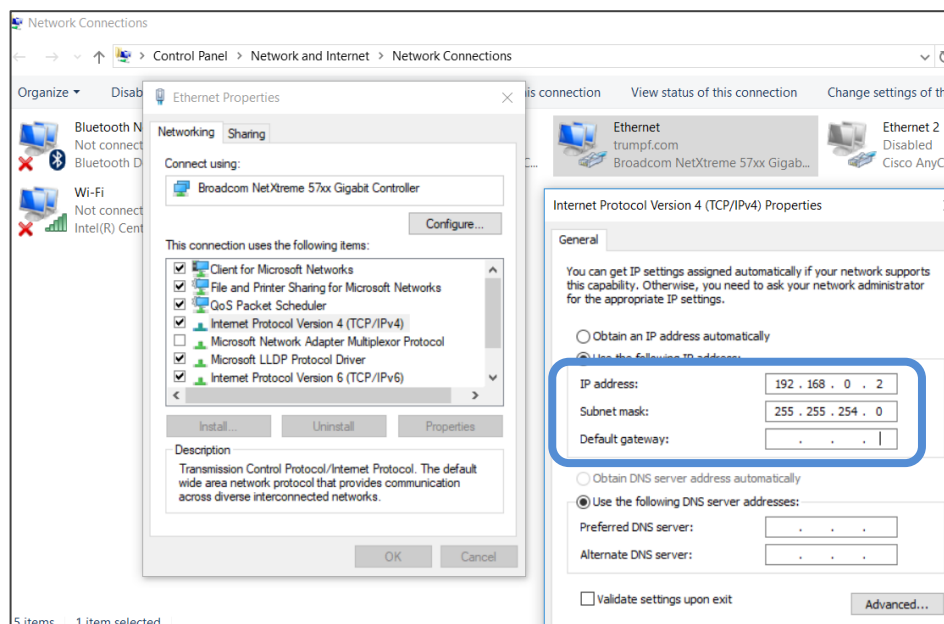 Network Connections
Control Panel > Network and Internet > Network Connections
Organize
Disab
is connection
View status of this connection
Change settings of th
Bluetooth N
Not connect
Bluetooth D
Wi-Fi
Not connect
Intel(R) Cent
C...
Ethernet
trumpf.com
Broadcom NetXtreme 57xx Gigab...
Ethernet 2
Disabled
Cisco AnyC
Ethernet Properties
Networking
Sharing
Connect using:
Broadcom NetXtreme 57xx Gigabit Controller
Configure...
This connection uses the following items:
Client for Microsoft Networks
File and Printer Sharing for Microsoft Networks
QoS Packet Scheduler
Internet Protocol Version 4 (TCP/IPv4)
Microsoft Network Adapter Multiplexor Protocol
Microsoft LLDP Protocol Driver
Internet Protocol Version 6 (TCP/IPv6)
Install...
Uninstall
Properties
Description
Transmission Control Protocol/Internet Protocol. The default
wide area network protocol that provides communication
across diverse interconnected networks.
OK
Cancel
Internet Protocol Version 4 (TCP/IPv4) Properties
General
You can get IP settings assigned automatically if your network supports
this capability. Otherwise, you need to ask your network administrator
for the appropriate IP settings.
Obtain an IP address automatically
Use the following IP address:
IP address: 192 . 168 . 0 . 2
Subnet mask: 255 . 255 . 254 . 0
Default gateway: . . .
Obtain DNS server address automatically
Use the following DNS server addresses:
Preferred DNS server: . . .
Alternate DNS server: . . .
Validate settings upon exit
Advanced...
5 items
1 item selected